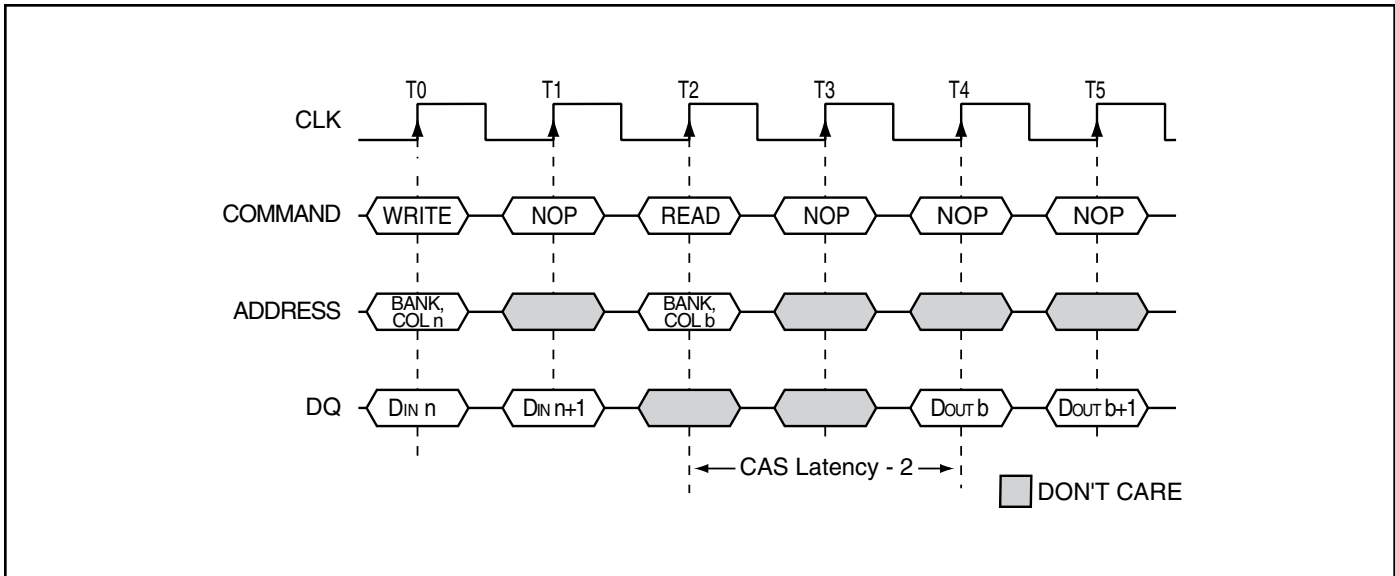 T0 T1 T2 T3 T4 T5
CLK
COMMAND WRITE NOP READ NOP NOP NOP
ADDRESS BANK, COL n BANK, COL b
DQ DIN n DIN n+1 DOUT b DOUT b+1
CAS Latency - 2
DON'T CARE